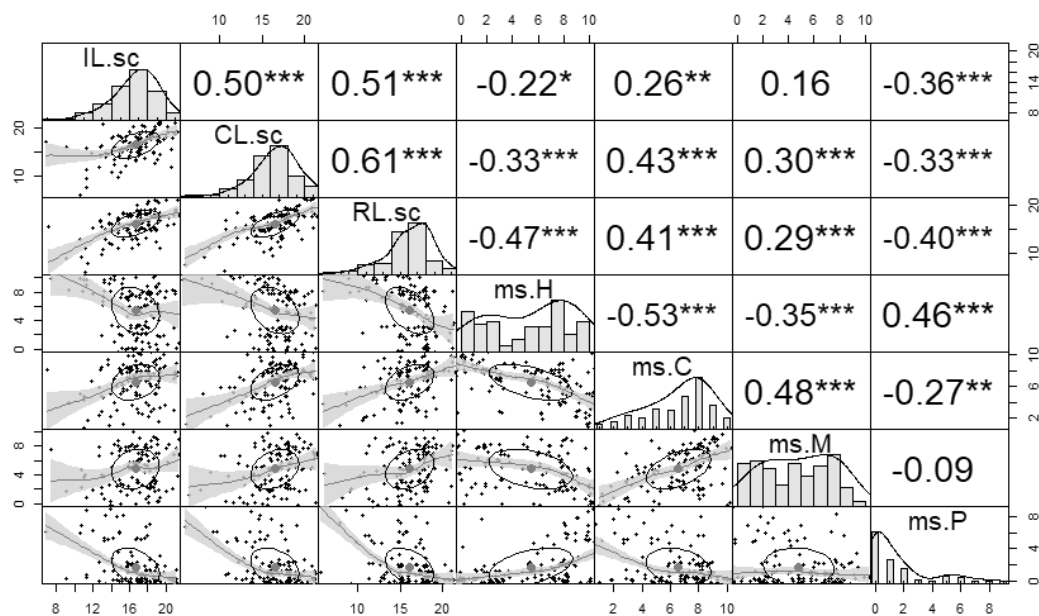 10 15 20 0 2 4 6 8 10 0 2 4 6 8 10
IL.sc 0.50*** 0.51*** -0.22* 0.26** 0.16 -0.36*** 8 12 14 16 20
10 20 CL.sc 0.61*** -0.33*** 0.43*** 0.30*** -0.33***
RL.sc -0.47*** 0.41*** 0.29*** -0.40*** 10 20
0 4 8 ms.H -0.53*** -0.35*** 0.46***
ms.C 0.48*** -0.27** 2 6 10
0 4 8 ms.M -0.09
ms.P 0 4 8
8 12 16 20 10 15 20 2 4 6 8 10 0 2 4 6 8